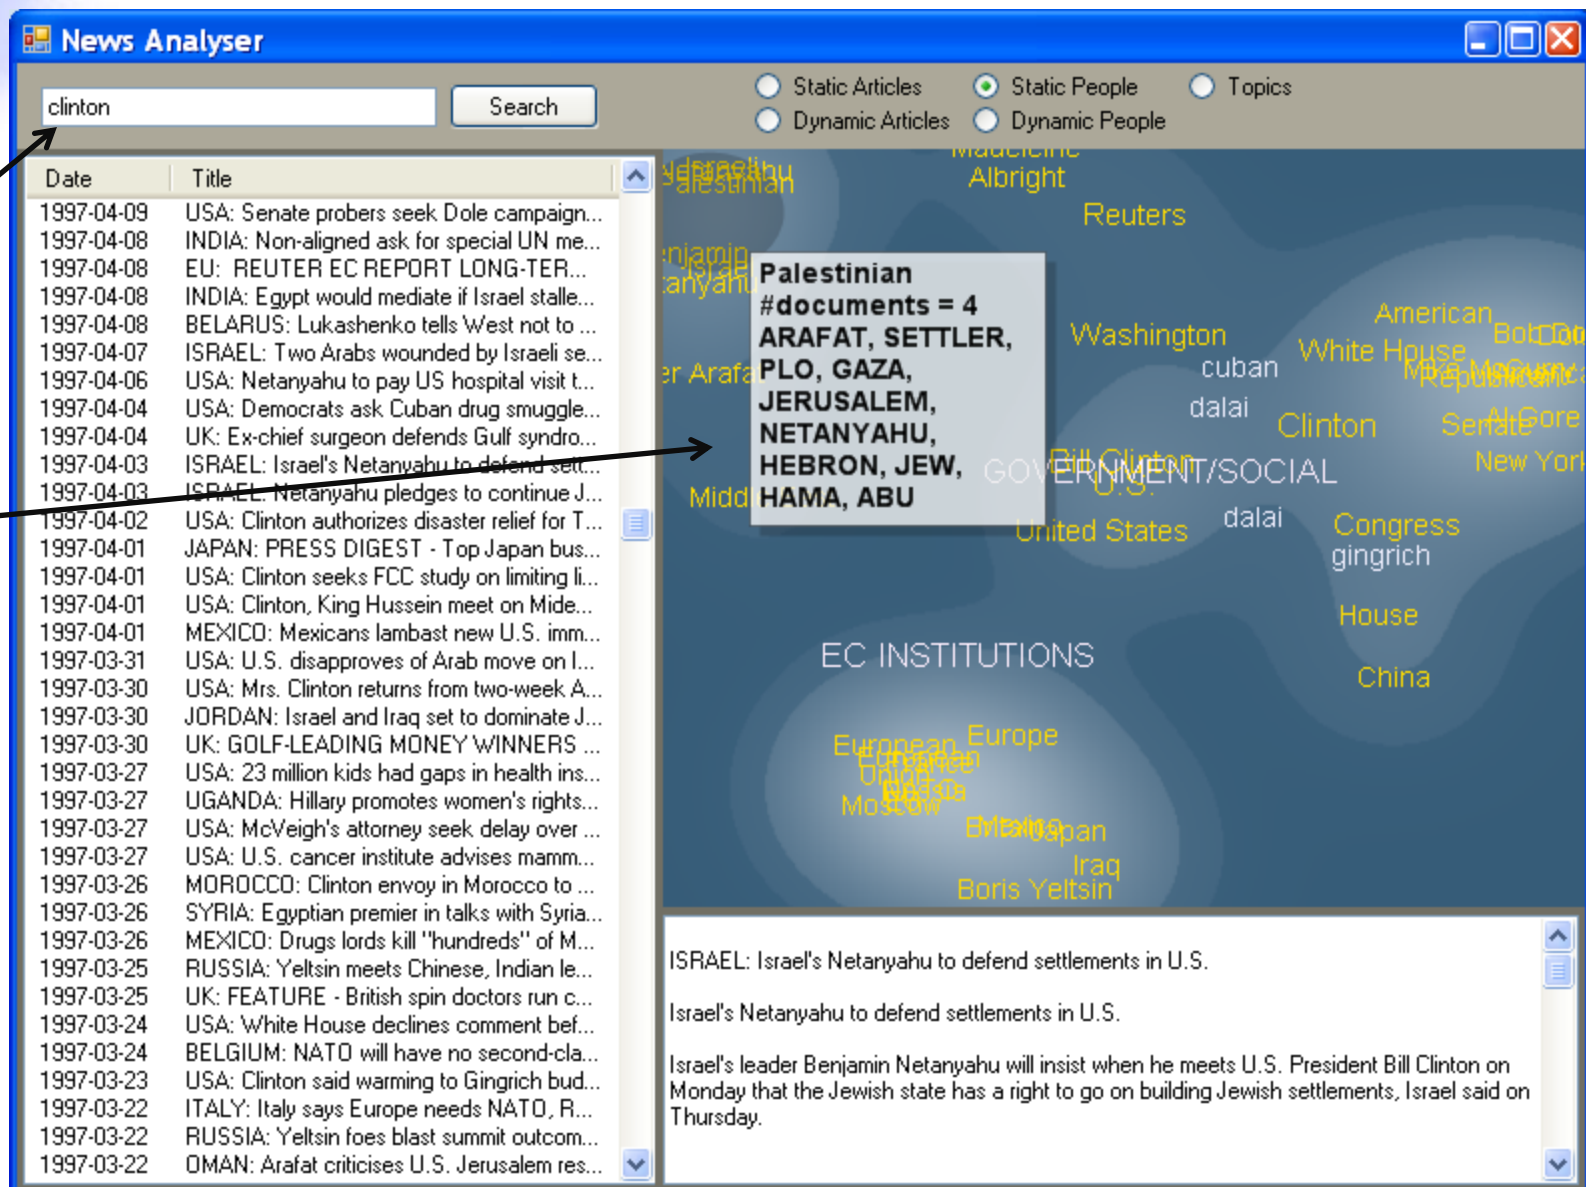 News Analyser
clinton
Search
Static Articles
Static People
Topics
Dynamic Articles
Dynamic People
Date Title
1997-04-09 USA: Senate probers seek Dole campaign...
1997-04-08 INDIA: Non-aligned ask for special UN me...
1997-04-08 EU: REUTER EC REPORT LONG-TER...
1997-04-08 INDIA: Egypt would mediate if Israel stalle...
1997-04-08 BELARUS: Lukashenko tells West not to ...
1997-04-07 ISRAEL: Two Arabs wounded by Israeli se...
1997-04-06 USA: Netanyahu to pay US hospital visit t...
1997-04-04 USA: Democrats ask Cuban drug smuggle...
1997-04-04 UK: Ex-chief surgeon defends Gulf syndro...
1997-04-03 ISRAEL: Israel's Netanyahu to defend sett...
1997-04-03 ISRAEL: Netanyahu pledges to continue J...
1997-04-02 USA: Clinton authorizes disaster relief for T...
1997-04-01 JAPAN: PRESS DIGEST - Top Japan bus...
1997-04-01 USA: Clinton seeks FCC study on limiting li...
1997-04-01 USA: Clinton, King Hussein meet on Mide...
1997-04-01 MEXICO: Mexicans lambast new U.S. imm...
1997-03-31 USA: U.S. disapproves of Arab move on I...
1997-03-30 USA: Mrs. Clinton returns from two-week A...
1997-03-30 JORDAN: Israel and Iraq set to dominate J...
1997-03-30 UK: GOLF-LEADING MONEY WINNERS ...
1997-03-27 USA: 23 million kids had gaps in health ins...
1997-03-27 UGANDA: Hillary promotes women's rights...
1997-03-27 USA: McVeigh's attorney seek delay over ...
1997-03-27 USA: U.S. cancer institute advises mamm...
1997-03-26 MOROCCO: Clinton envoy in Morocco to ...
1997-03-26 SYRIA: Egyptian premier in talks with Syria...
1997-03-26 MEXICO: Drugs lords kill "hundreds" of M...
1997-03-25 RUSSIA: Yeltsin meets Chinese, Indian le...
1997-03-25 UK: FEATURE - British spin doctors run c...
1997-03-24 USA: White House declines comment bef...
1997-03-24 BELGIUM: NATO will have no second-cla...
1997-03-23 USA: Clinton said warming to Gingrich bud...
1997-03-22 ITALY: Italy says Europe needs NATO, R...
1997-03-22 RUSSIA: Yeltsin foes blast summit outcom...
1997-03-22 OMAN: Arafat criticises U.S. Jerusalem res...
Palestinian
Madeleine
Albright
Reuters
Palestinian
#documents = 4
ARAFAT, SETTLER,
PLO, GAZA,
JERUSALEM,
NETANYAHU,
HEBRON, JEW,
HAMA, ABU
American
Washington
White House
cuban
dalai
Clinton
Senate
Al Gore
Bill Clinton
GOVERNMENT/SOCIAL
New York
U.S.
United States
dalai
Congress
gingrich
House
China
EC INSTITUTIONS
Europe
European
Union
Moscow
Japan
Iraq
Boris Yeltsin
ISRAEL: Israel's Netanyahu to defend settlements in U.S.
Israel's Netanyahu to defend settlements in U.S.
Israel's leader Benjamin Netanyahu will insist when he meets U.S. President Bill Clinton on
Monday that the Jewish state has a right to go on building Jewish settlements, Israel said on
Thursday.